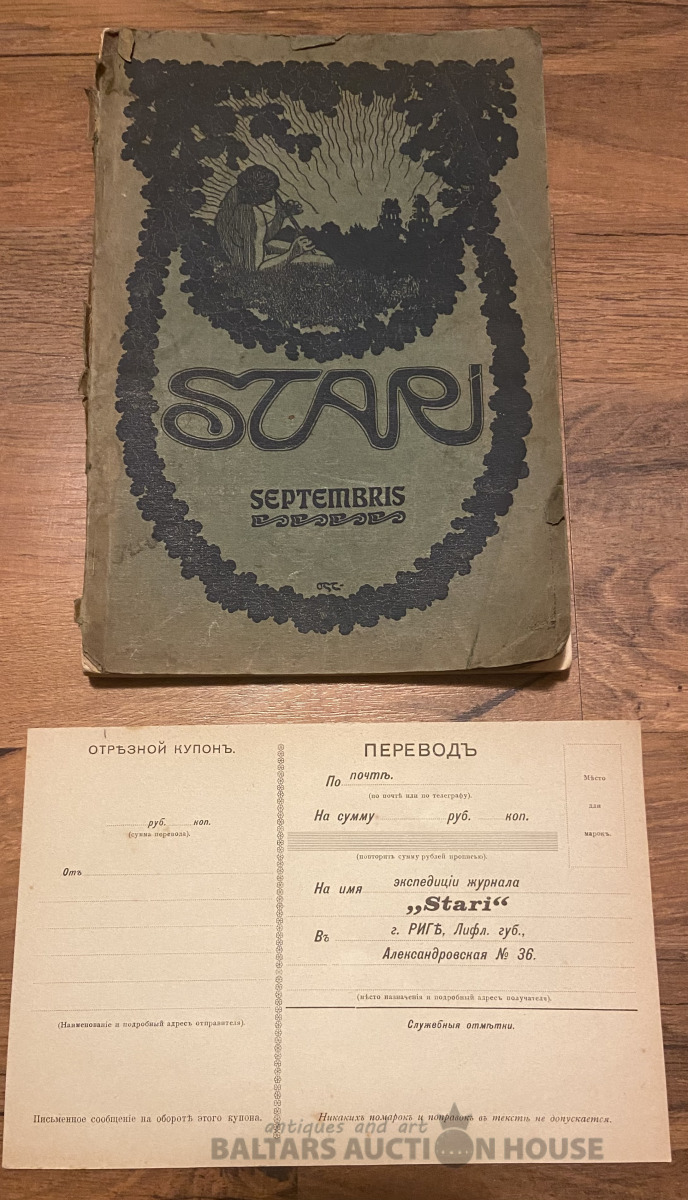 STARI
SEPTEMBRIS
ОТРѢЗНОЙ КУПОНЪ.
руб. коп.
(сумма перевода).
Отъ
(Наименованіе и подробный адресъ отправителя).
Письменное сообщеніе на оборотѣ этого купона.
ПЕРЕВОДЪ
По почтѣ.
(по почтѣ или по телеграфу).
На сумму руб. коп.
(повторить сумму рублей прописью).
На имя экспедиціи журнала
„Stari“
Въ г. РИГѢ, Лифл. губ.,
Александровская № 36.
(мѣсто назначенія и подробный адресъ получателя).
Служебныя отмѣтки.
Никакихъ помарокъ и поправокъ въ текстѣ не допускается.
Мѣсто
для
марокъ.
antiques and art
BALTARS AUCTION HOUSE